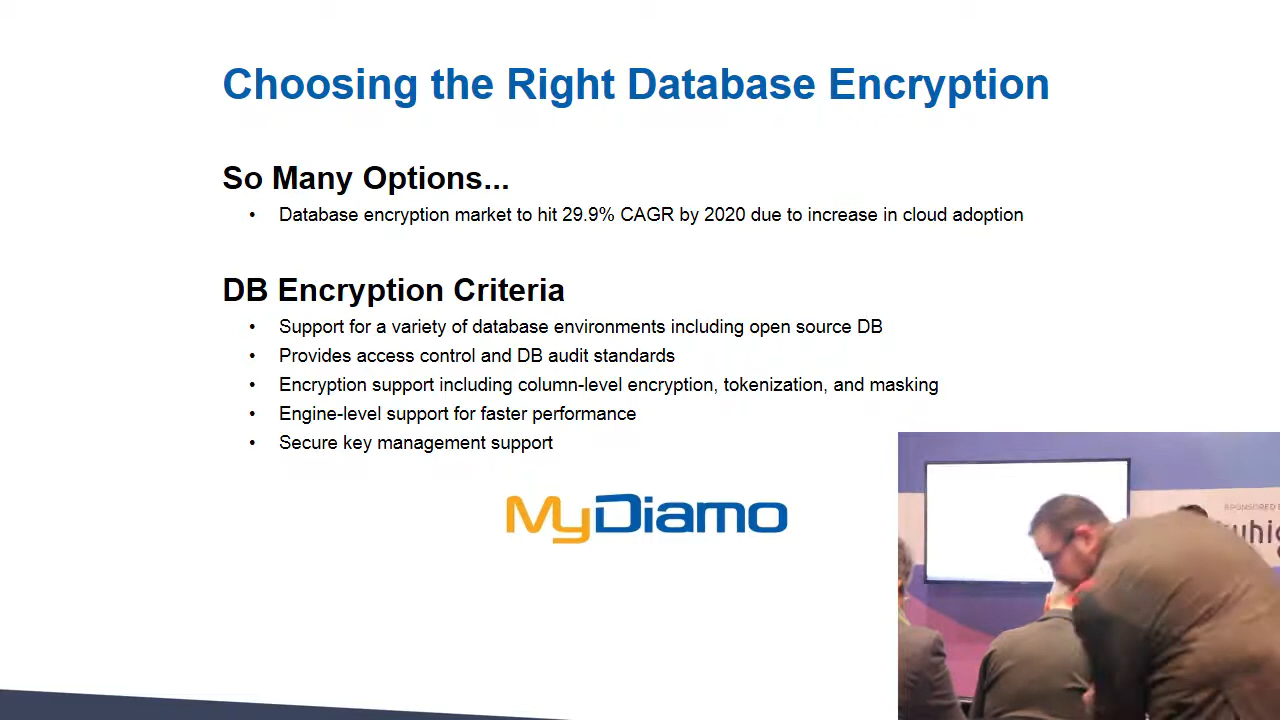 Choosing the Right Database Encryption
So Many Options...
• Database encryption market to hit 29.9% CAGR by 2020 due to increase in cloud adoption
DB Encryption Criteria
• Support for a variety of database environments including open source DB
• Provides access control and DB audit standards
• Encryption support including column-level encryption, tokenization, and masking
• Engine-level support for faster performance
• Secure key management support
MyDiamo
SPONSORED